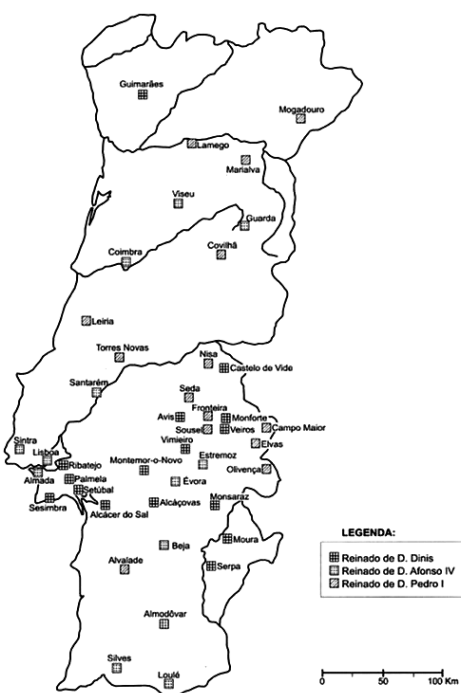 Guimarães
Mogadouro
Lamego
Marialva
Viseu
Guarda
Covilhã
Coimbra
Leiria
Torres Novas
Nisa
Castelo de Vide
Santarém
Seda
Avis
Fronteira
Monforte
Sousel
Veiros
Campo Maior
Sintra
Lisboa
Vimieiro
Elvas
Ribatejo
Montemor-o-Novo
Estremoz
Olivença
Almada
Palmela
Évora
Setúbal
Sesimbra
Alcácer do Sal
Alcáçovas
Monsaraz
Beja
Moura
Alvalade
Serpa
Almodôvar
Silves
Loulé
LEGENDA:
Reinado de D. Dinis
Reinado de D. Afonso IV
Reinado de D. Pedro I
0 50 100 Km